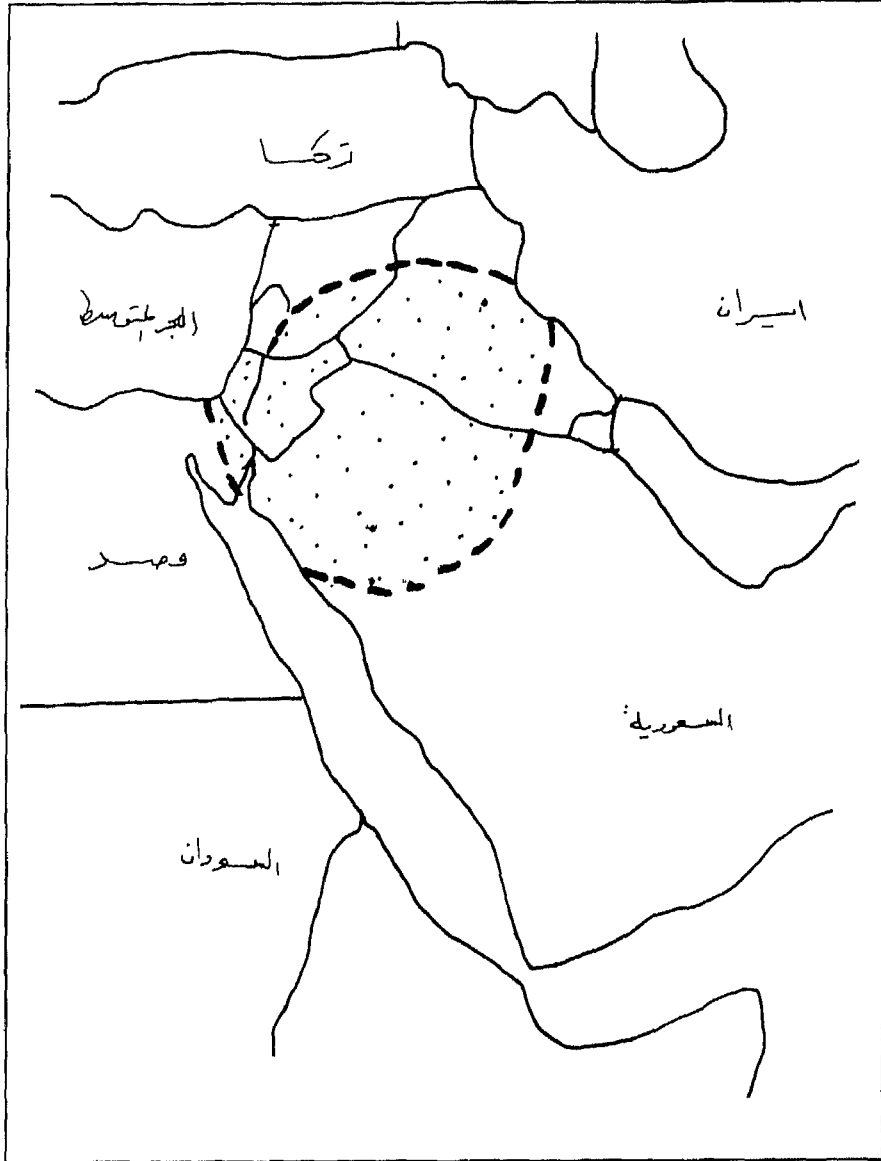 تركيا
البحر المتوسط
ايران
مصر
السعودية
السودان